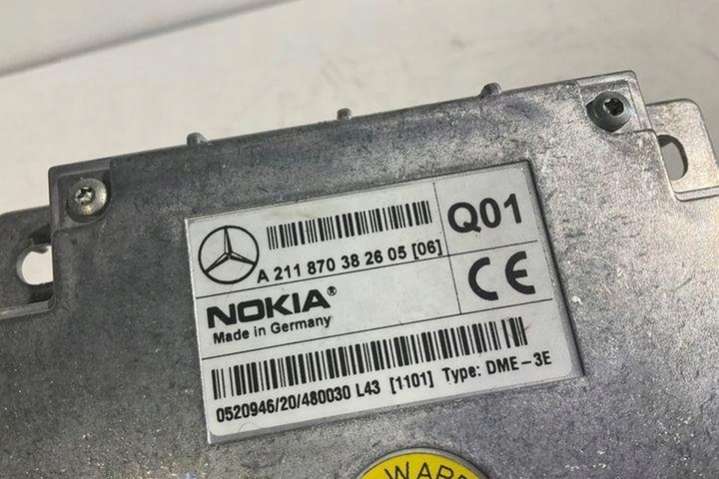 A 211 870 38 26 05 [06]
Q01
NOKIA®
Made in Germany
CE
0520946/20/480030 L43 [1101] Type: DME-3E